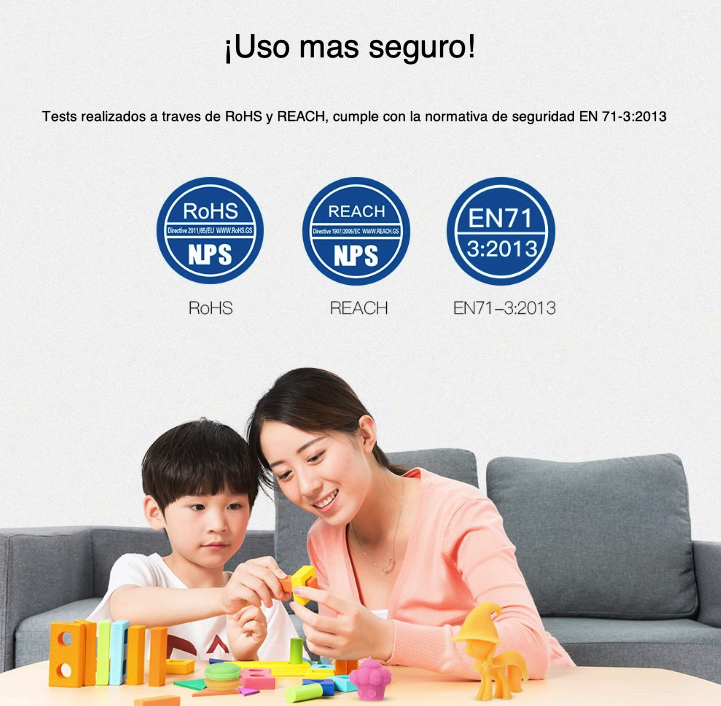 ¡Uso mas seguro!
Tests realizados a traves de RoHS y REACH, cumple con la normativa de seguridad EN 71-3:2013
RoHS
Directive 2011/65/EU WWW.RoHS.GS
NPS
REACH
Directive 1907/2006/EC WWW.REACH.GS
NPS
EN71
3:2013
RoHS
REACH
EN71-3:2013